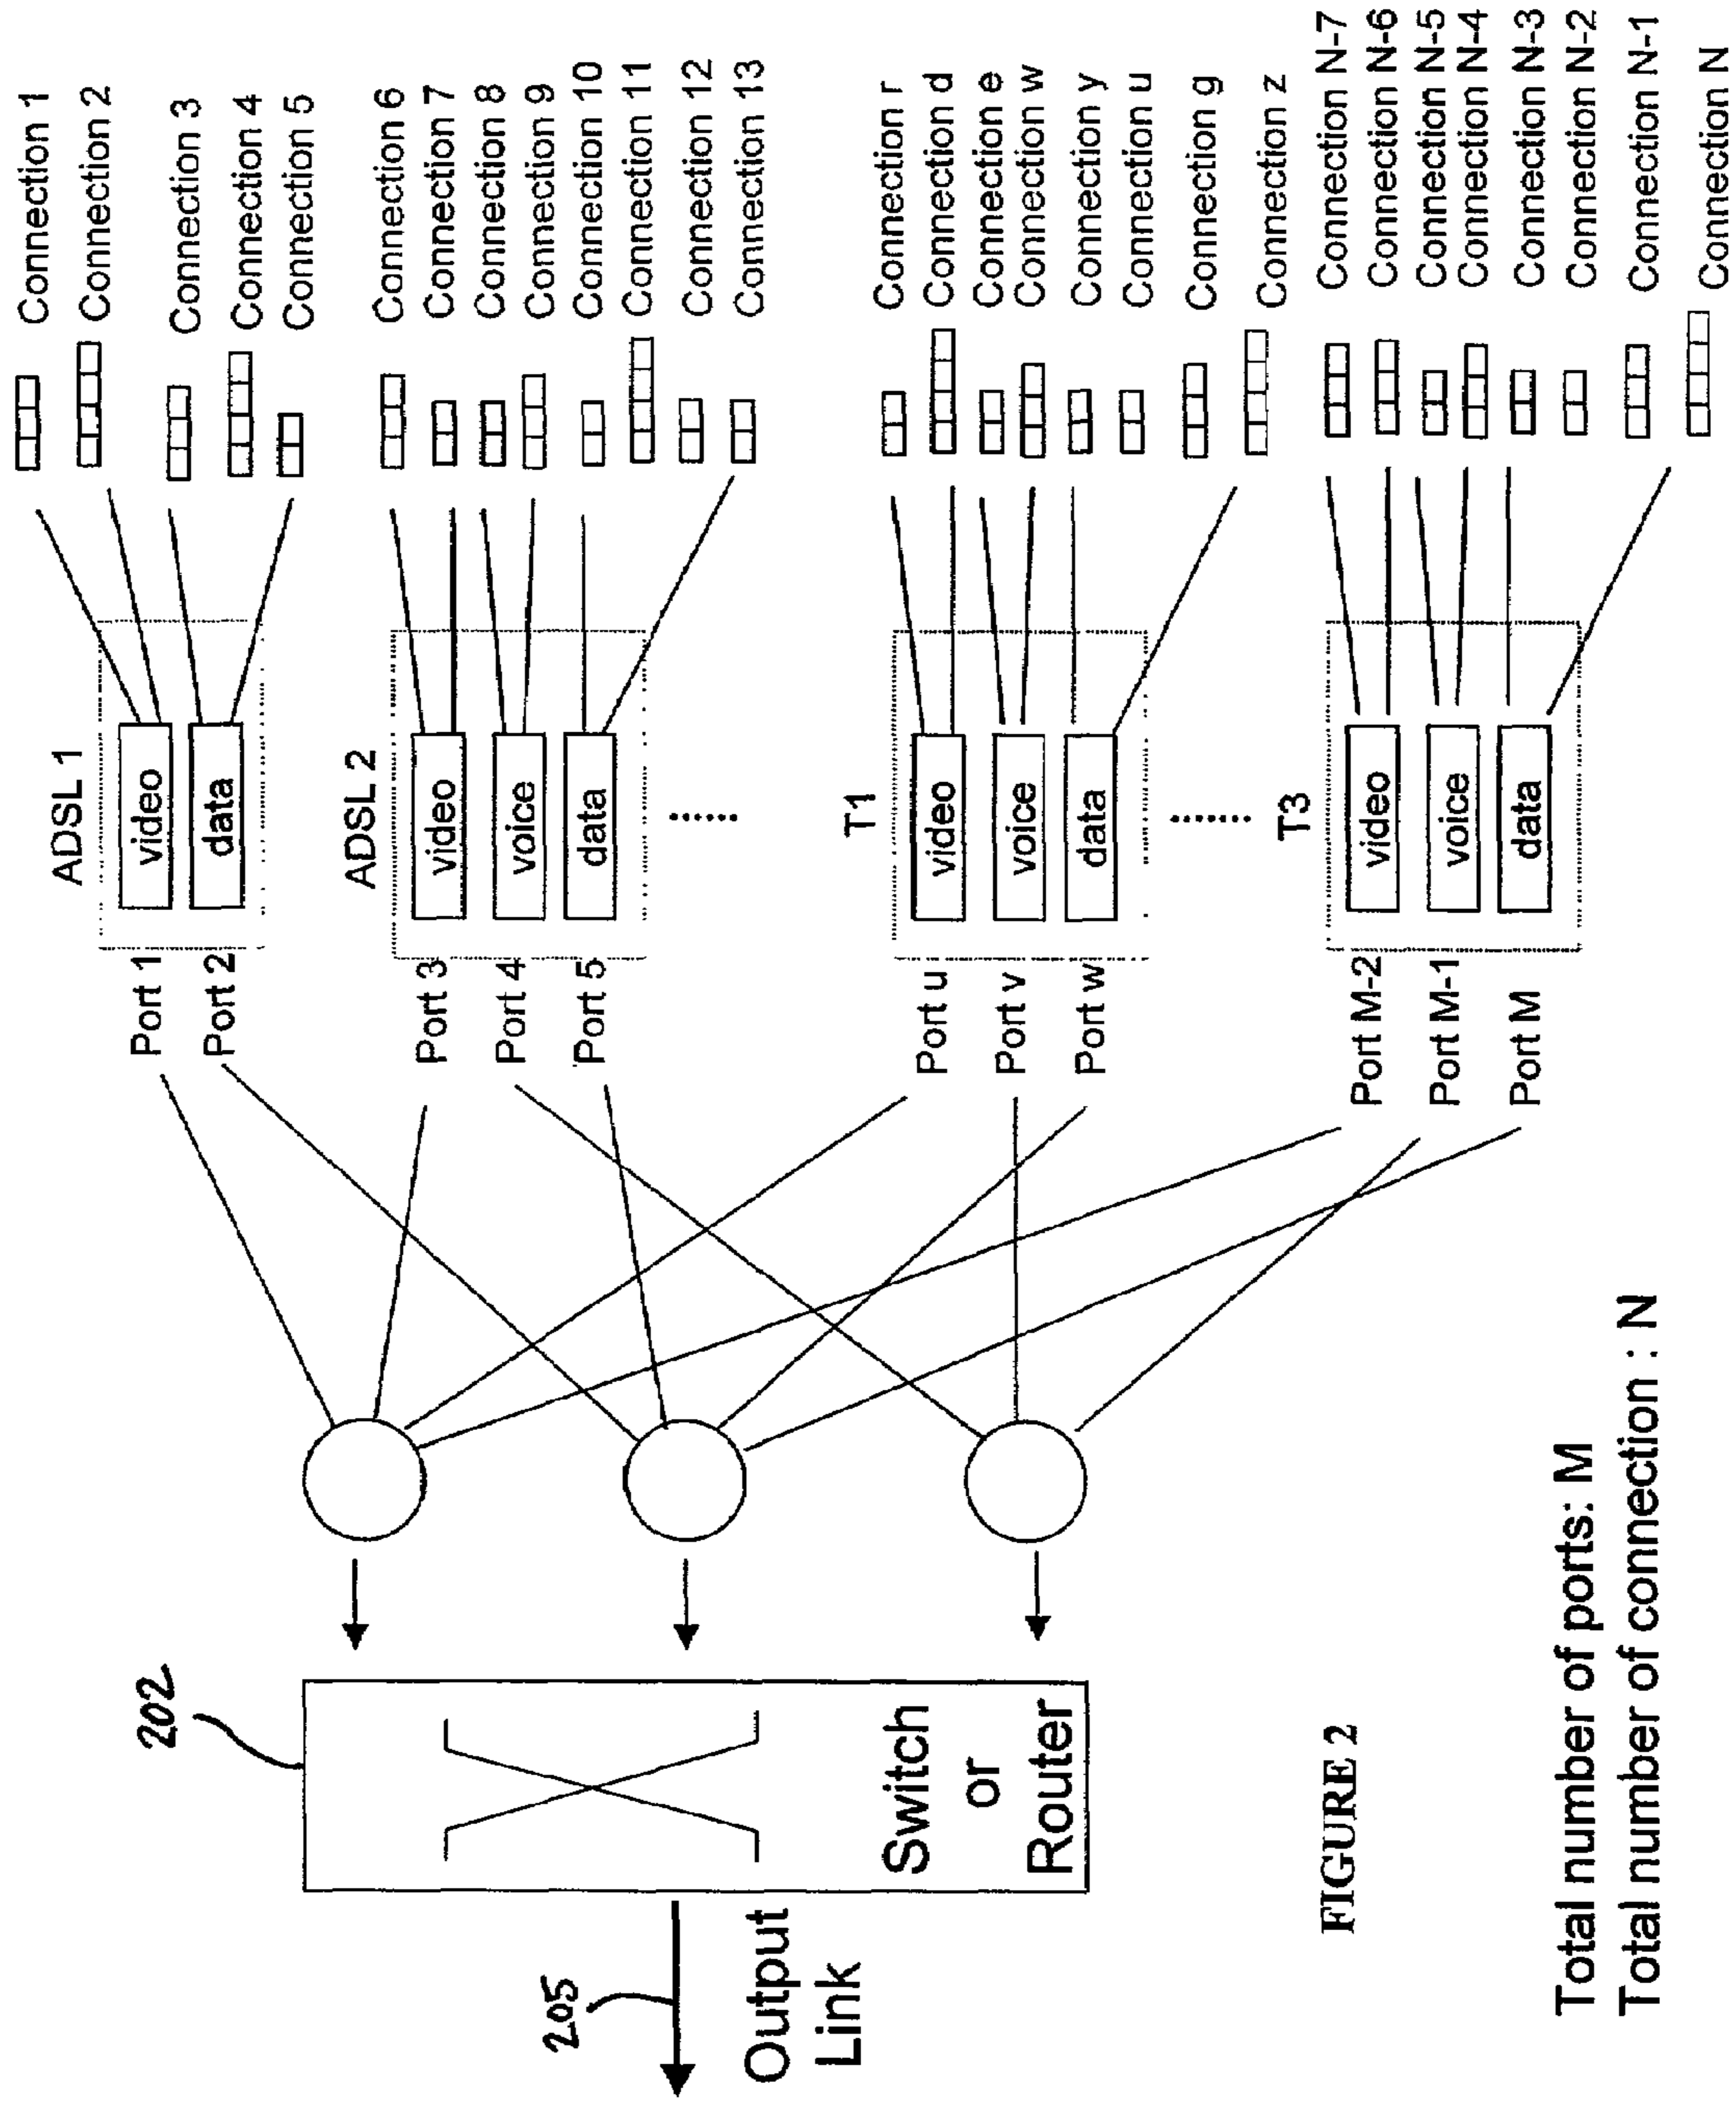 Connection 1
Connection 2
Connection 3
Connection 4
Connection 5
Connection 6
Connection 7
Connection 8
Connection 9
Connection 10
Connection 11
Connection 12
Connection 13
Connection r
Connection d
Connection e
Connection w
Connection y
Connection u
Connection g
Connection z
Connection N-7
Connection N-6
Connection N-5
Connection N-4
Connection N-3
Connection N-2
Connection N-1
Connection N
ADSL 1
video
data
ADSL 2
video
voice
data
T1
video
voice
data
T3
video
voice
data
Port 1
Port 2
Port 3
Port 4
Port 5
Port u
Port v
Port w
Port M-2
Port M-1
Port M
202
Switch
or
Router
205
Output
Link
FIGURE 2
Total number of ports: M
Total number of connection : N